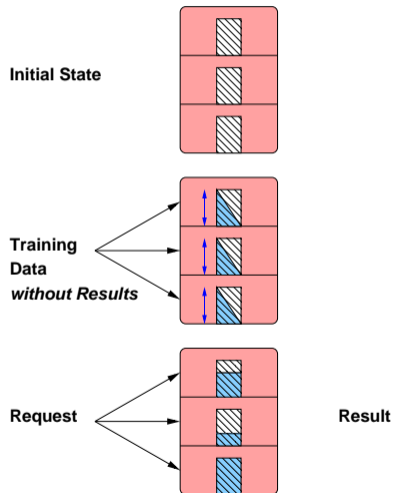 Initial State
Training
Data
without Results
Request
Result